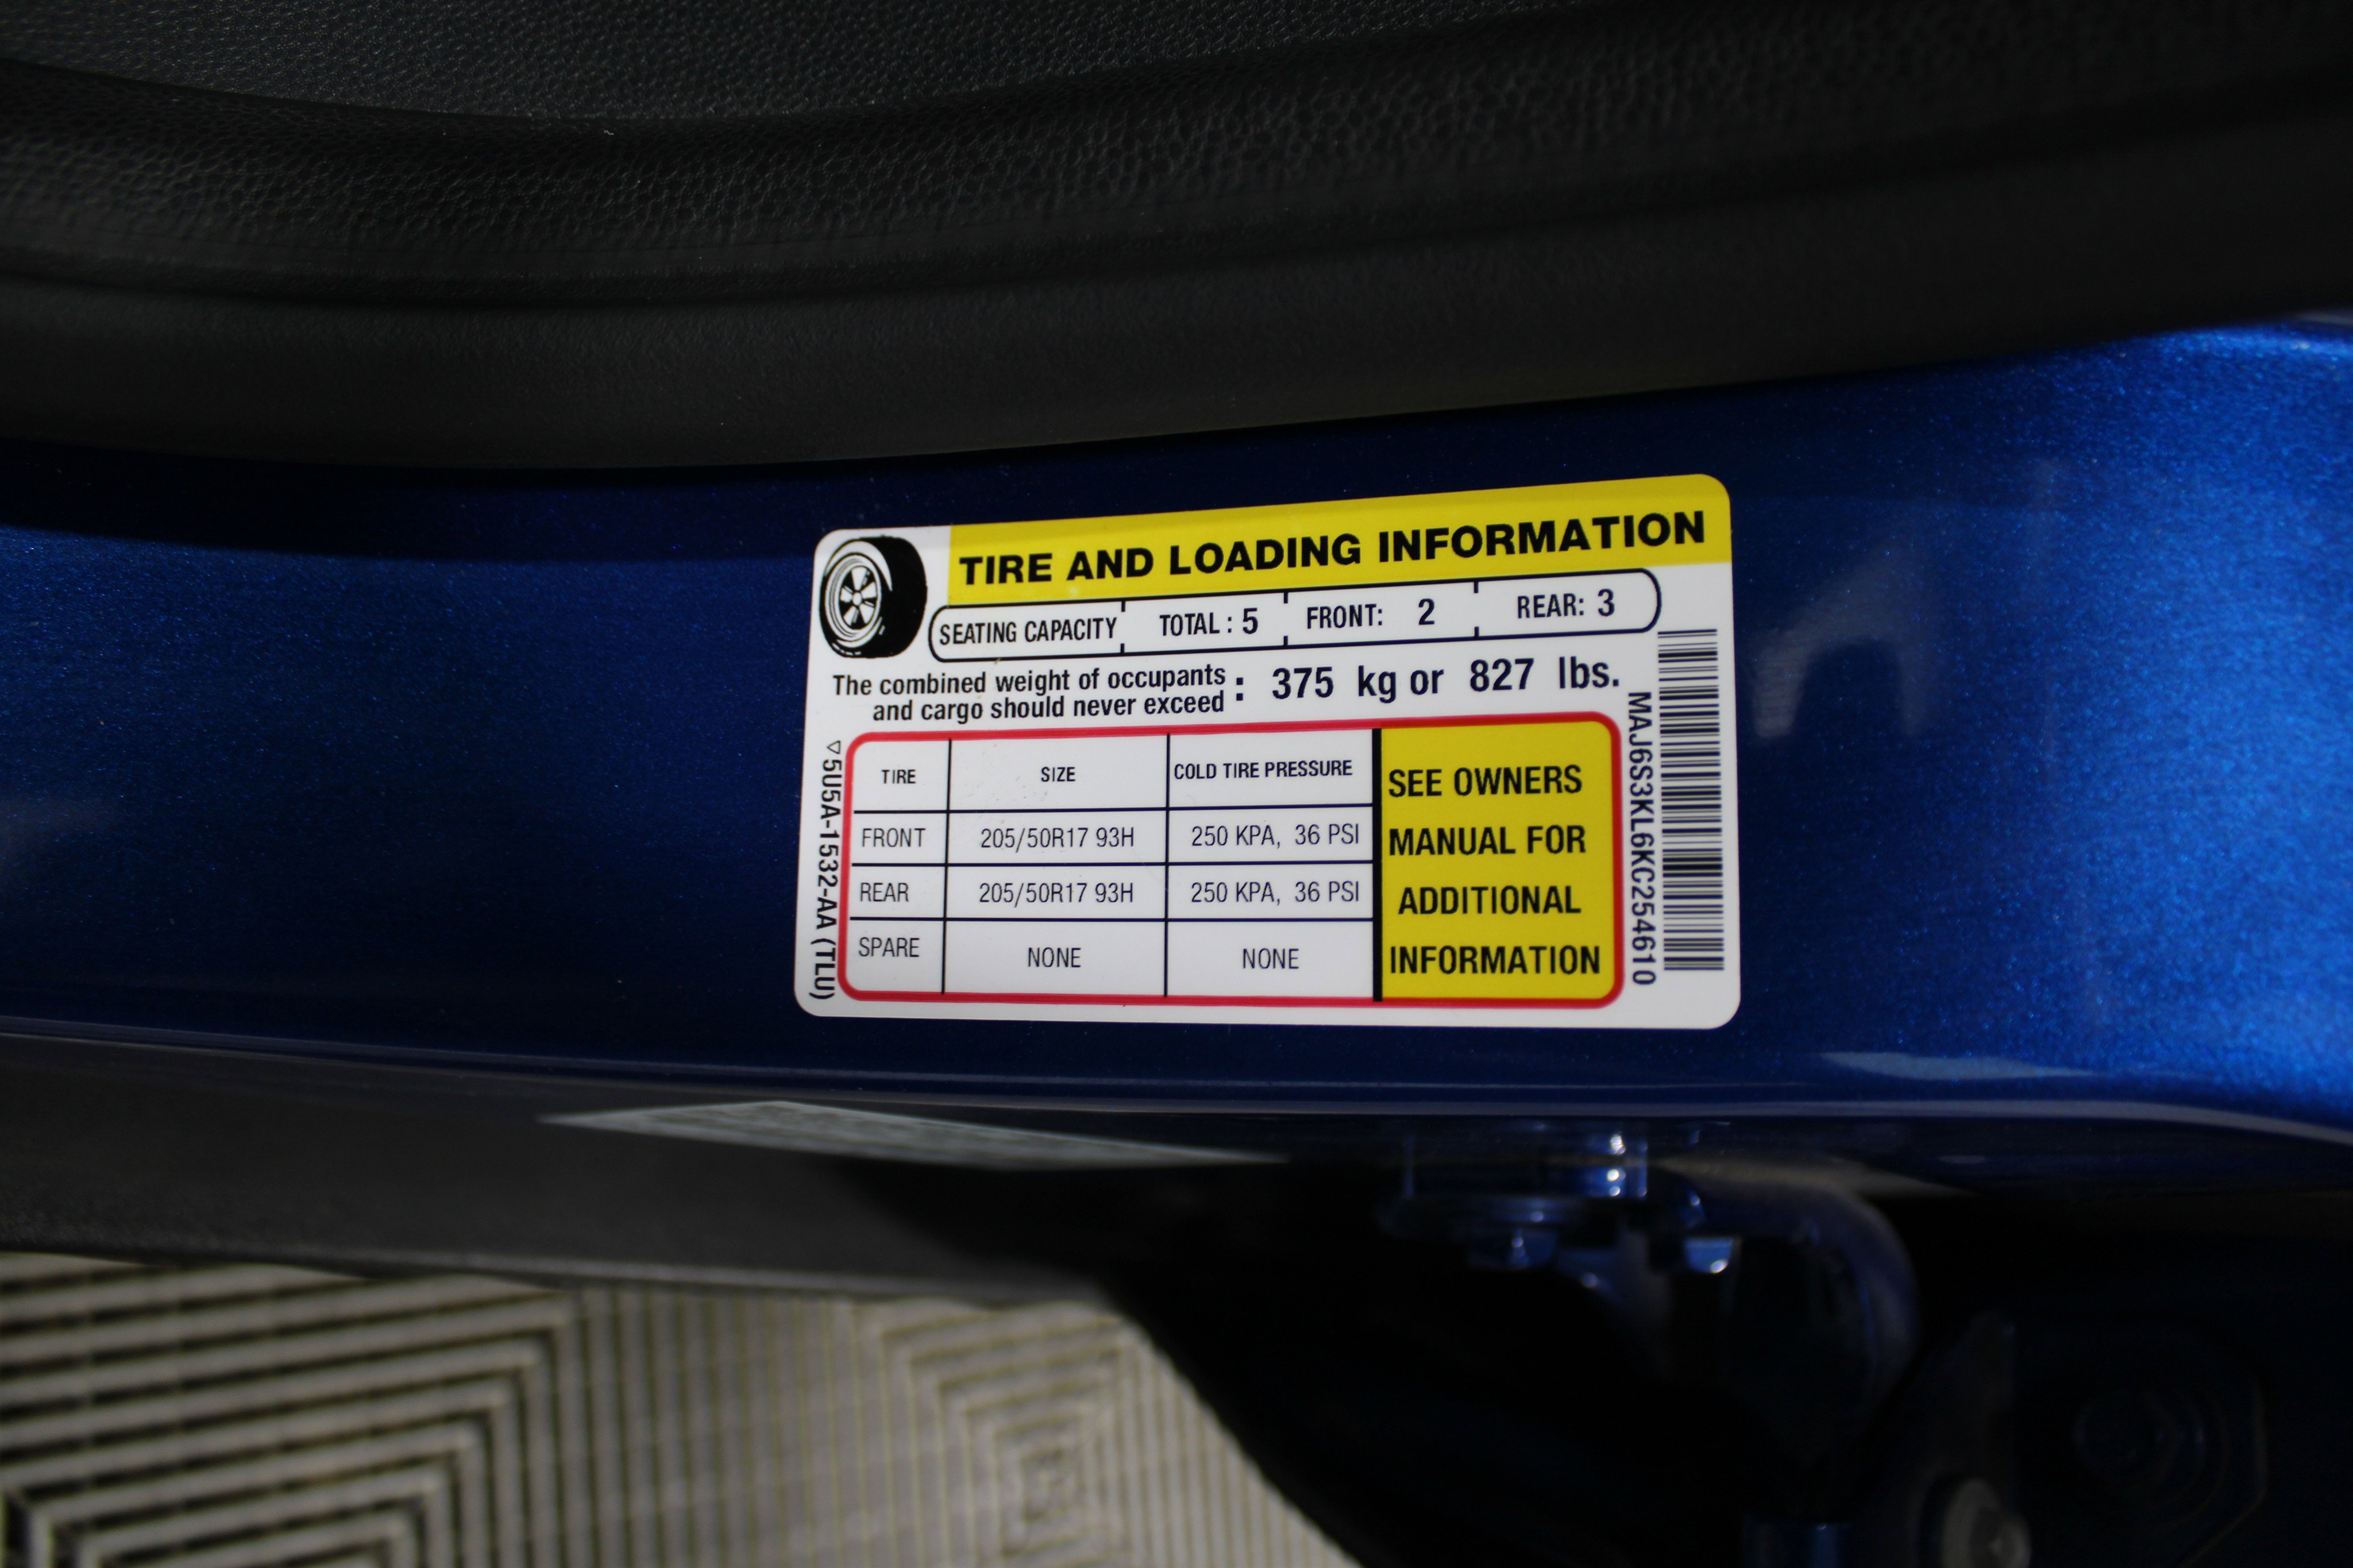 TIRE AND LOADING INFORMATION
SEATING CAPACITY TOTAL : 5 FRONT: 2 REAR: 3
The combined weight of occupants
and cargo should never exceed : 375 kg or 827 lbs.
TIRE SIZE COLD TIRE PRESSURE
FRONT 205/50R17 93H 250 KPA, 36 PSI
REAR 205/50R17 93H 250 KPA, 36 PSI
SPARE NONE NONE
SEE OWNERS
MANUAL FOR
ADDITIONAL
INFORMATION
5U5A-1532-AA (TLU)
MAJ6S3KL6KC254610